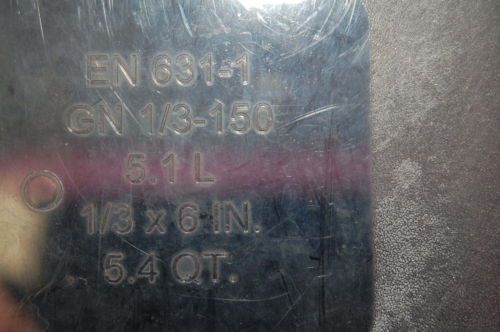 EN 631-1
GN 1/3-150
5.1 L
1/3 x 6 IN.
5.4 QT.